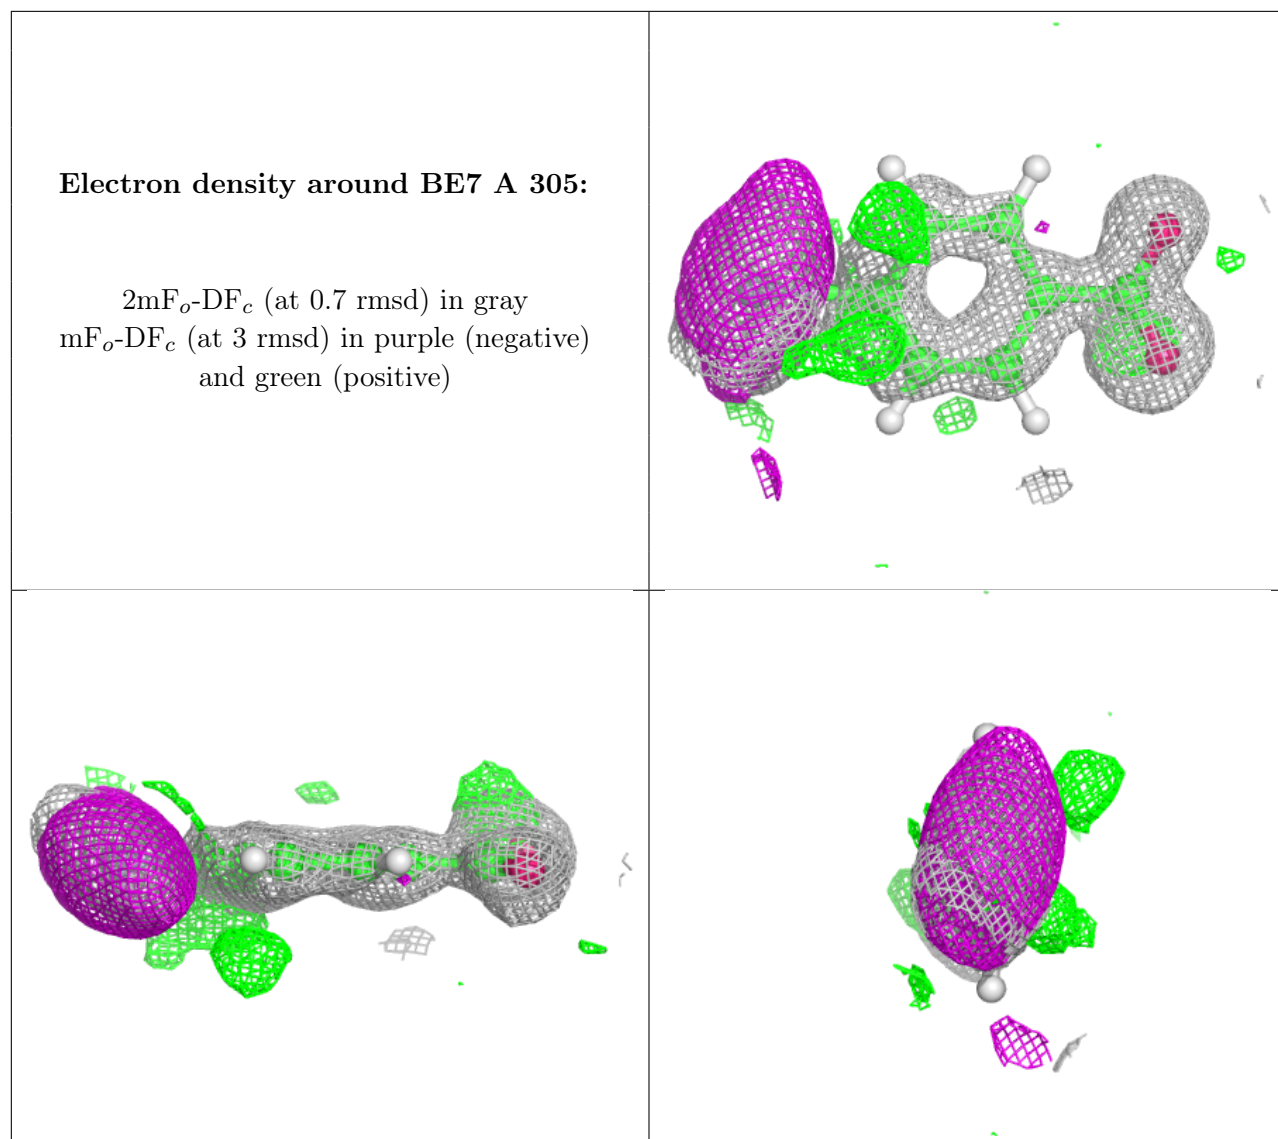 Electron density around BE7 A 305:
2mFo-DFc (at 0.7 rmsd) in gray
mFo-DFc (at 3 rmsd) in purple (negative)
and green (positive)